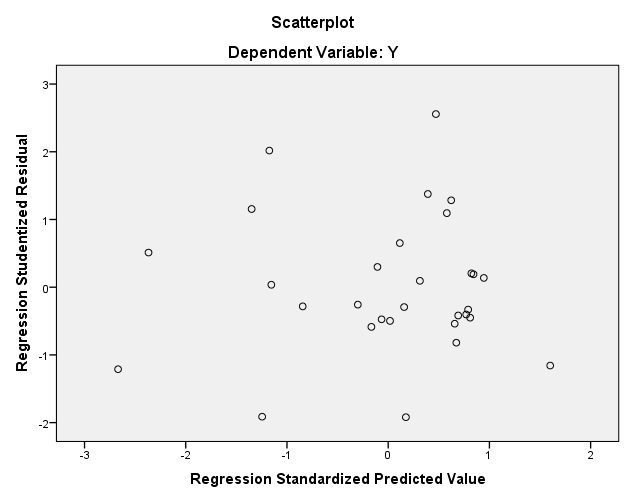 Scatterplot
Dependent Variable: Y
Regression Studentized Residual
3
2
1
0
-1
-2
-3 -2 -1 0 1 2
Regression Standardized Predicted Value